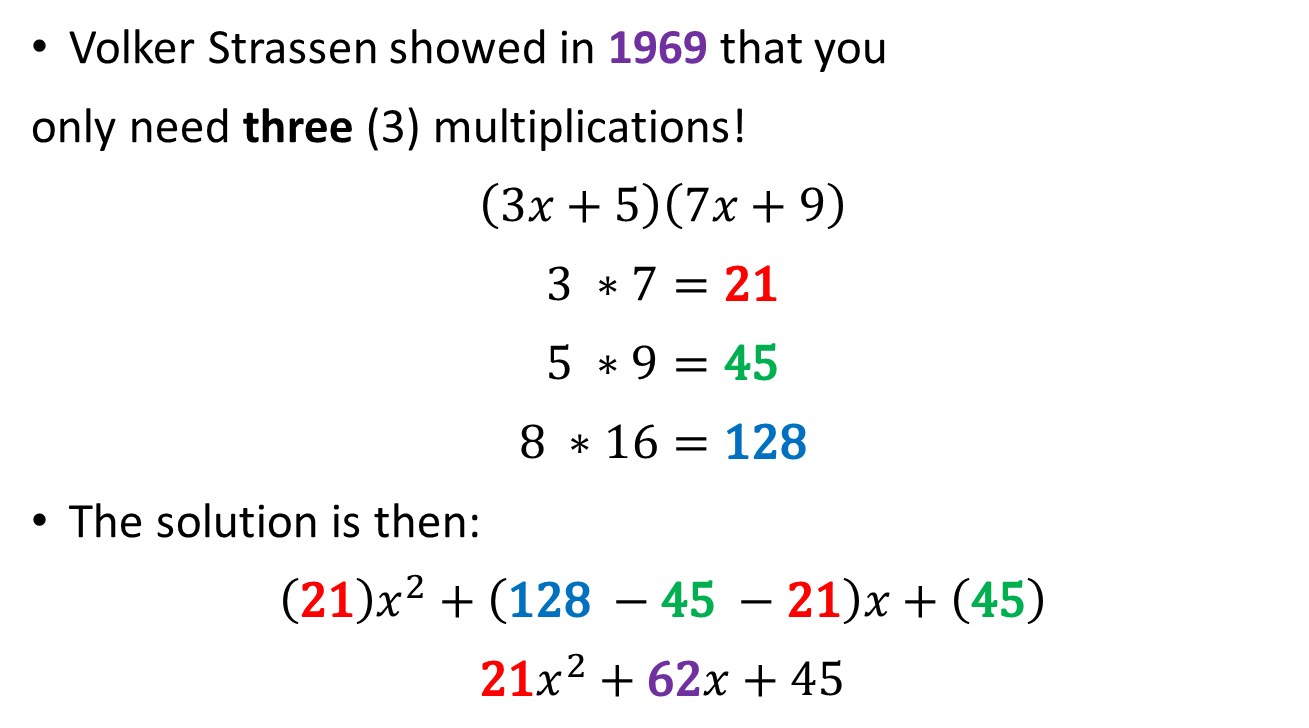 • Volker Strassen showed in 1969 that you
only need three (3) multiplications!
(3x + 5)(7x + 9)
3 ∗ 7 = 21
5 ∗ 9 = 45
8 ∗ 16 = 128
• The solution is then:
(21)x² + (128 − 45 − 21)x + (45)
21x² + 62x + 45